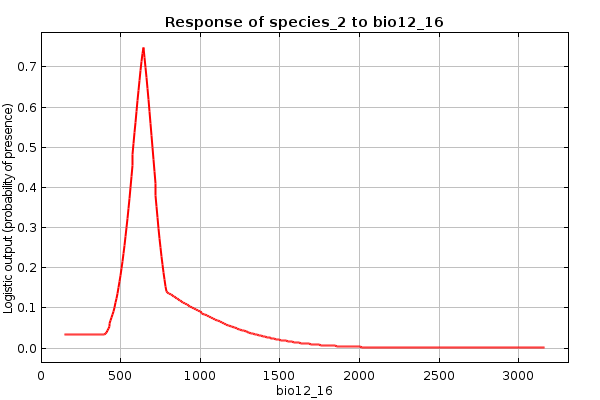 Response of species_2 to bio12_16
Logistic output (probability of presence)
0.7
0.6
0.5
0.4
0.3
0.2
0.1
0.0
0 500 1000 1500 2000 2500 3000
bio12_16